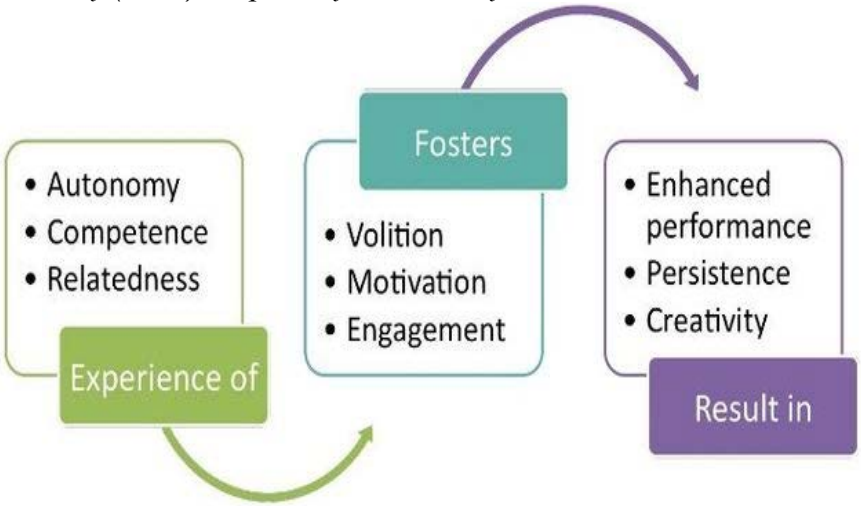 • Autonomy
• Competence
• Relatedness
Experience of
Fosters
• Volition
• Motivation
• Engagement
• Enhanced
performance
• Persistence
• Creativity
Result in